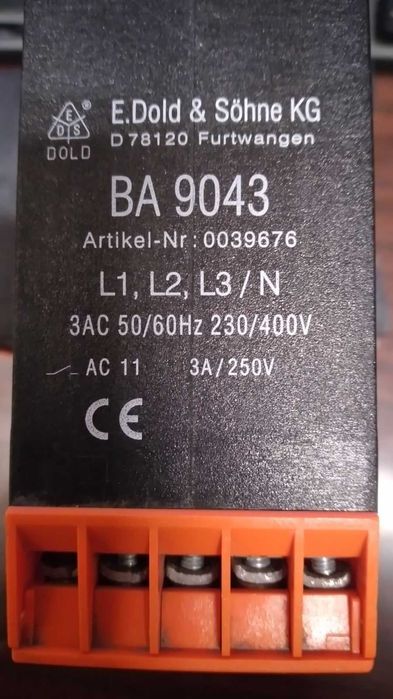 E
D S
®
DOLD
E.Dold & Söhne KG
D 78120 Furtwangen
BA 9043
Artikel-Nr : 0039676
L1, L2, L3 / N
3AC 50/60Hz 230/400V
AC 11 3A / 250V
CE